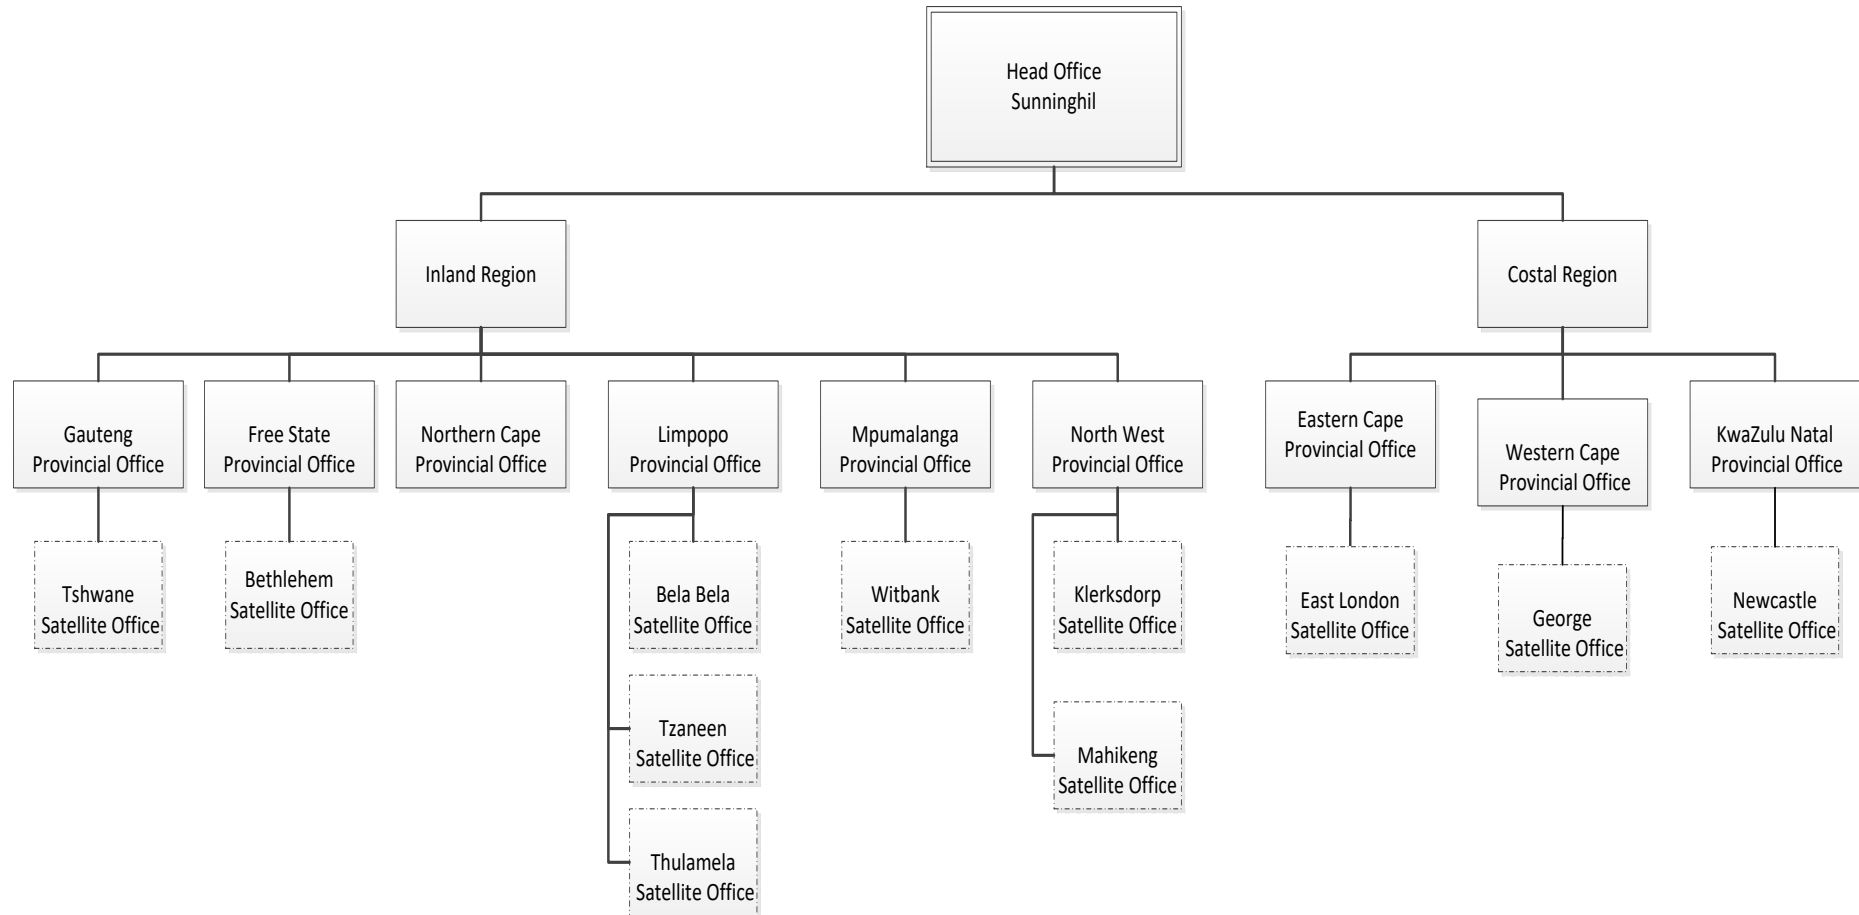 Head Office
Sunninghil
Inland Region
Costal Region
Gauteng
Provincial Office
Free State
Provincial Office
Northern Cape
Provincial Office
Limpopo
Provincial Office
Mpumalanga
Provincial Office
North West
Provincial Office
Eastern Cape
Provincial Office
Western Cape
Provincial Office
KwaZulu Natal
Provincial Office
Tshwane
Satellite Office
Bethlehem
Satellite Office
Bela Bela
Satellite Office
Witbank
Satellite Office
Klerksdorp
Satellite Office
East London
Satellite Office
George
Satellite Office
Newcastle
Satellite Office
Tzaneen
Satellite Office
Mahikeng
Satellite Office
Thulamela
Satellite Office